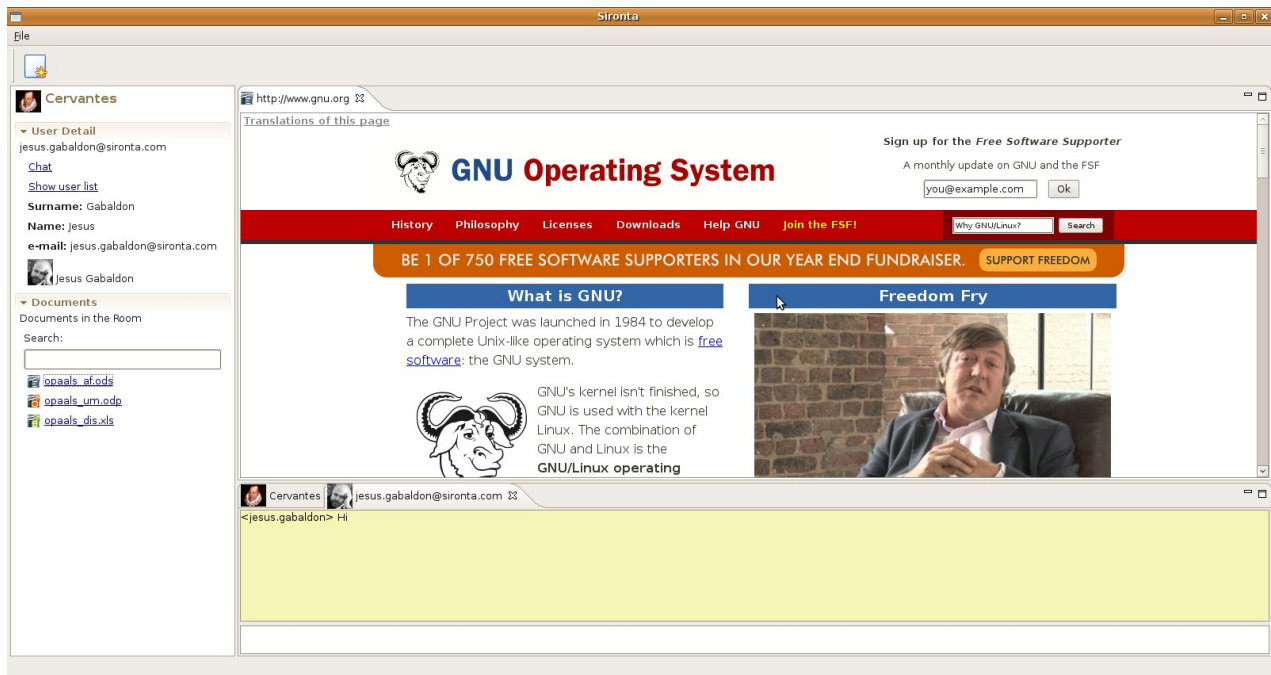 Sironta
File
Cervantes
User Detail
jesus.gabaldon@sironta.com
Chat
Show user list
Surname: Gabaldon
Name: Jesus
e-mail: jesus.gabaldon@sironta.com
Jesus Gabaldon
Documents
Documents in the Room
Search:
opaals_af.ods
opaals_um.odp
opaals_dis.xls
http://www.gnu.org
Translations of this page
GNU Operating System
Sign up for the Free Software Supporter
A monthly update on GNU and the FSF
you@example.com Ok
History Philosophy Licenses Downloads Help GNU Join the FSF! Why GNU/Linux? Search
BE 1 OF 750 FREE SOFTWARE SUPPORTERS IN OUR YEAR END FUNDRAISER. SUPPORT FREEDOM
What is GNU?
The GNU Project was launched in 1984 to develop
a complete Unix-like operating system which is free
software: the GNU system.
GNU's kernel isn't finished, so
GNU is used with the kernel
Linux. The combination of
GNU and Linux is the
GNU/Linux operating
Freedom Fry
Cervantes jesus.gabaldon@sironta.com
<jesus.gabaldon> Hi